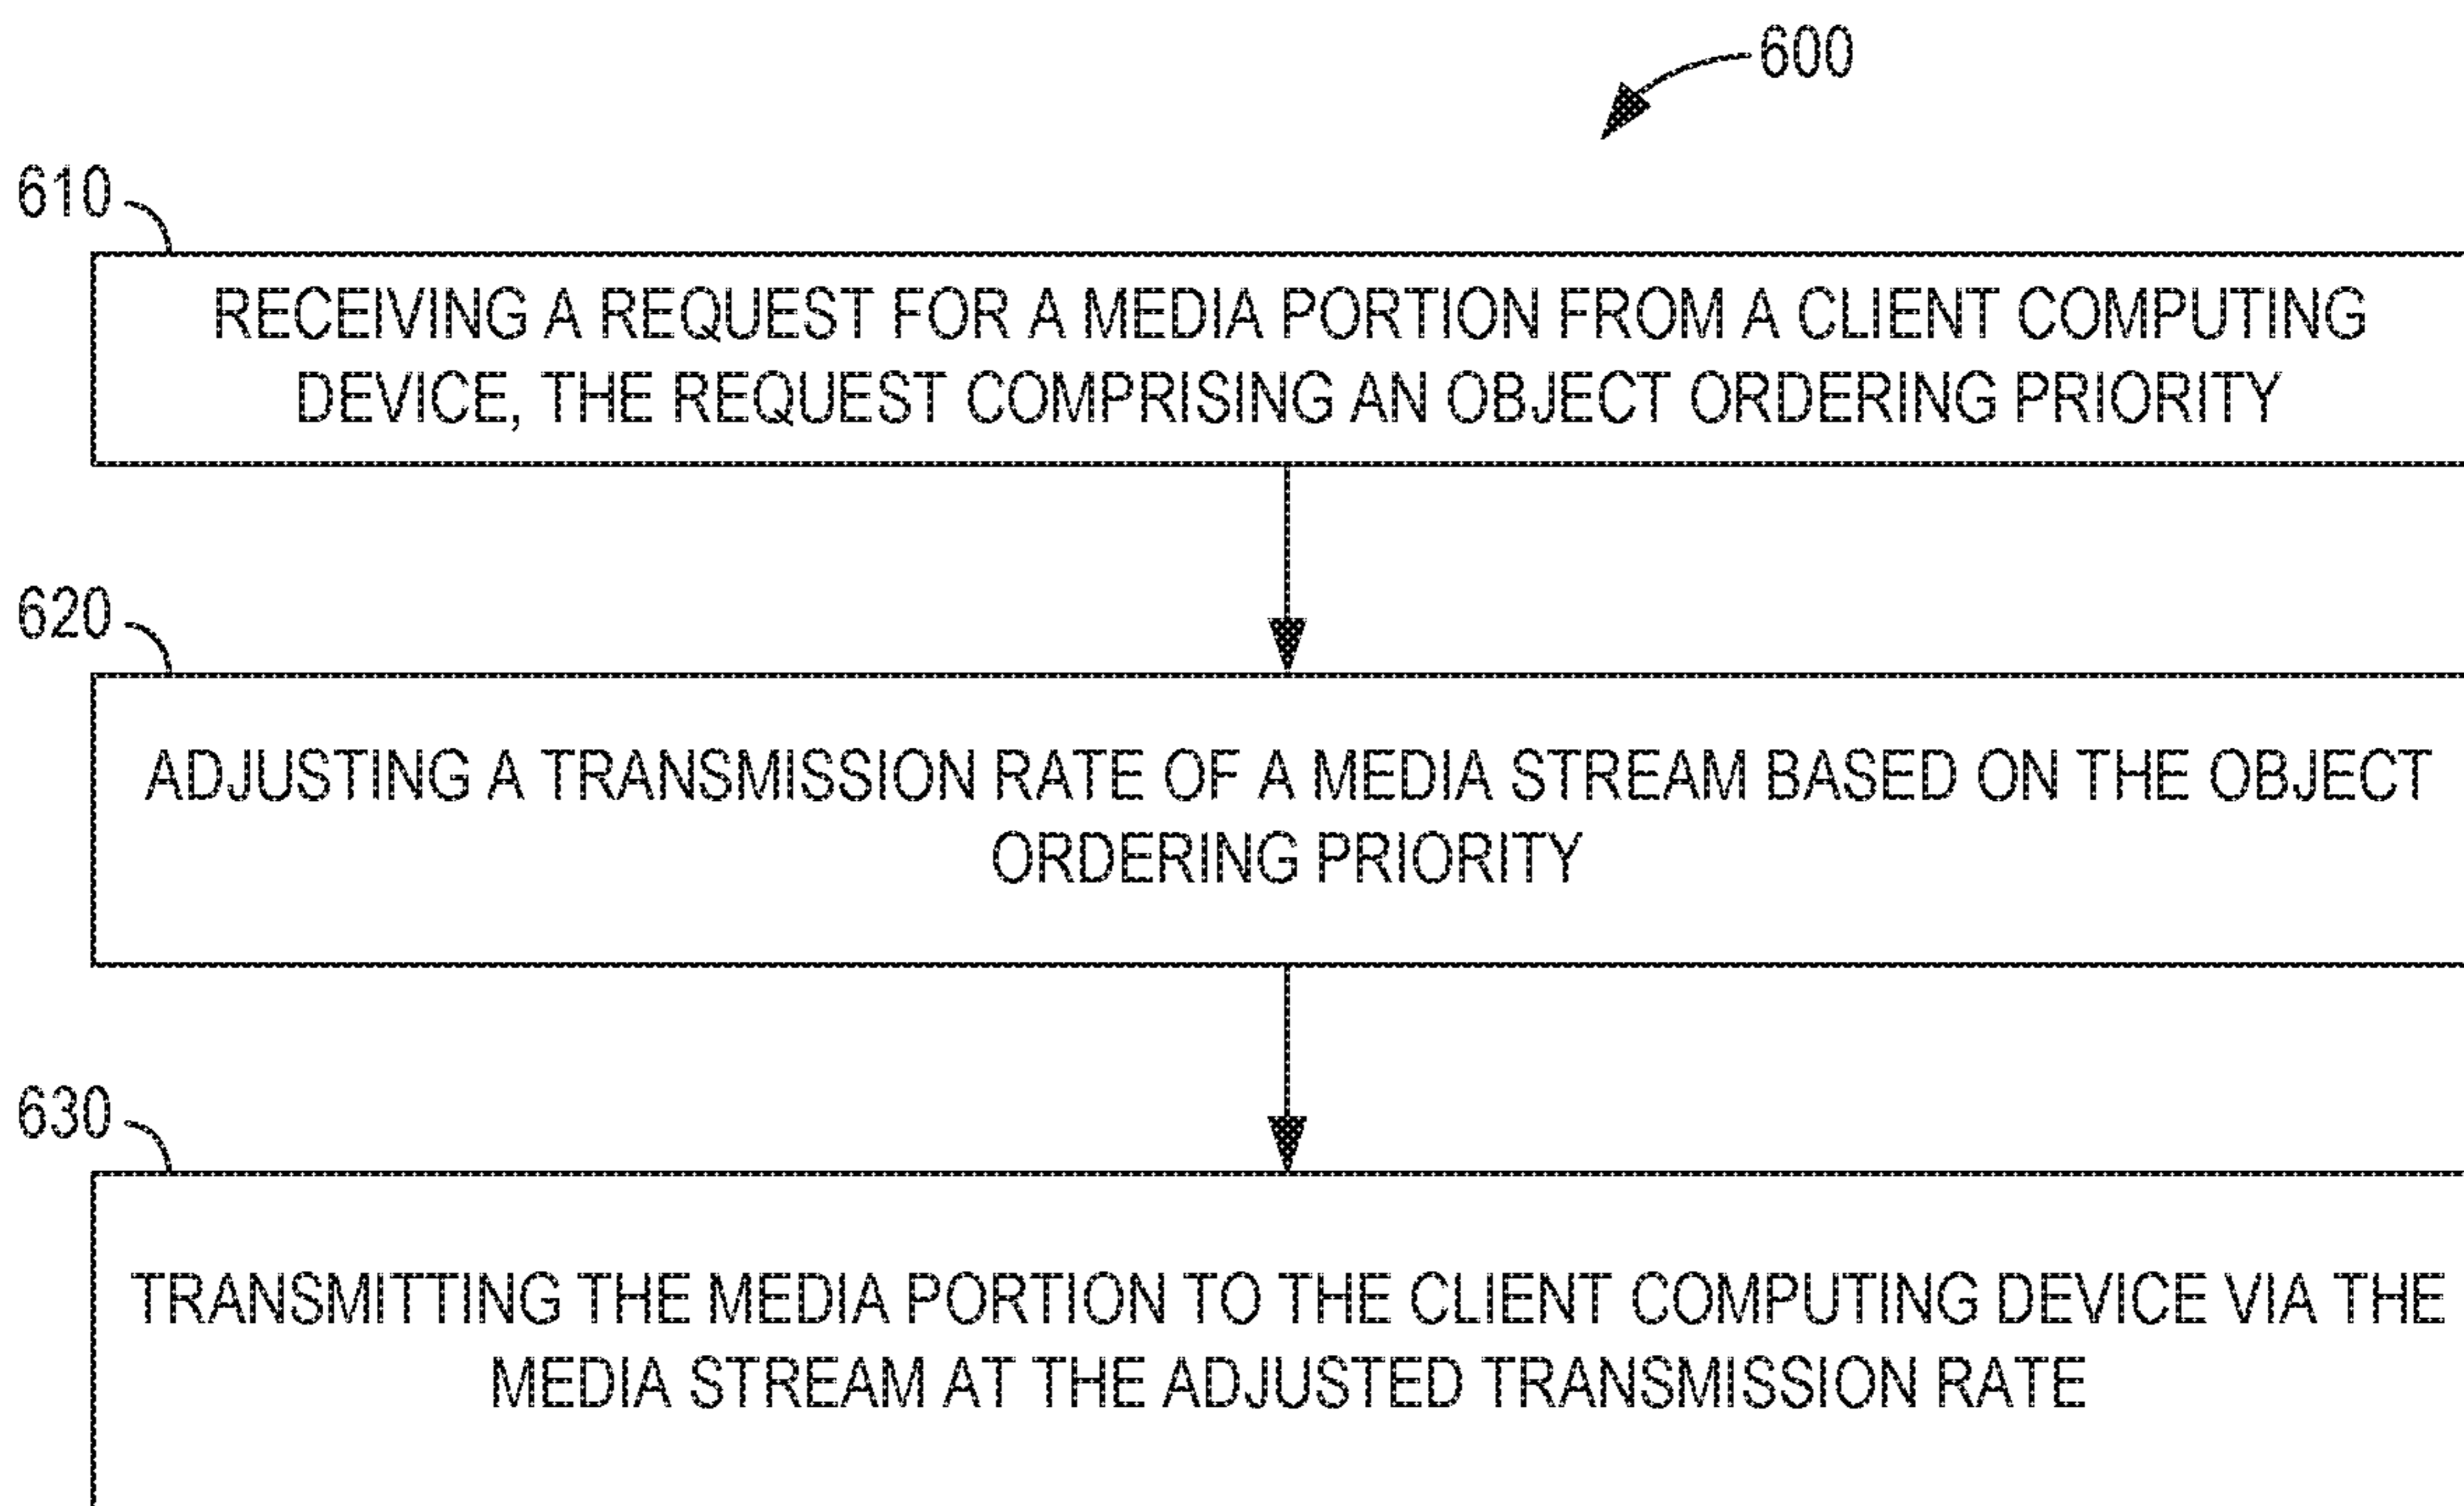 600
610
RECEIVING A REQUEST FOR A MEDIA PORTION FROM A CLIENT COMPUTING
DEVICE, THE REQUEST COMPRISING AN OBJECT ORDERING PRIORITY
620
ADJUSTING A TRANSMISSION RATE OF A MEDIA STREAM BASED ON THE OBJECT
ORDERING PRIORITY
630
TRANSMITTING THE MEDIA PORTION TO THE CLIENT COMPUTING DEVICE VIA THE
MEDIA STREAM AT THE ADJUSTED TRANSMISSION RATE